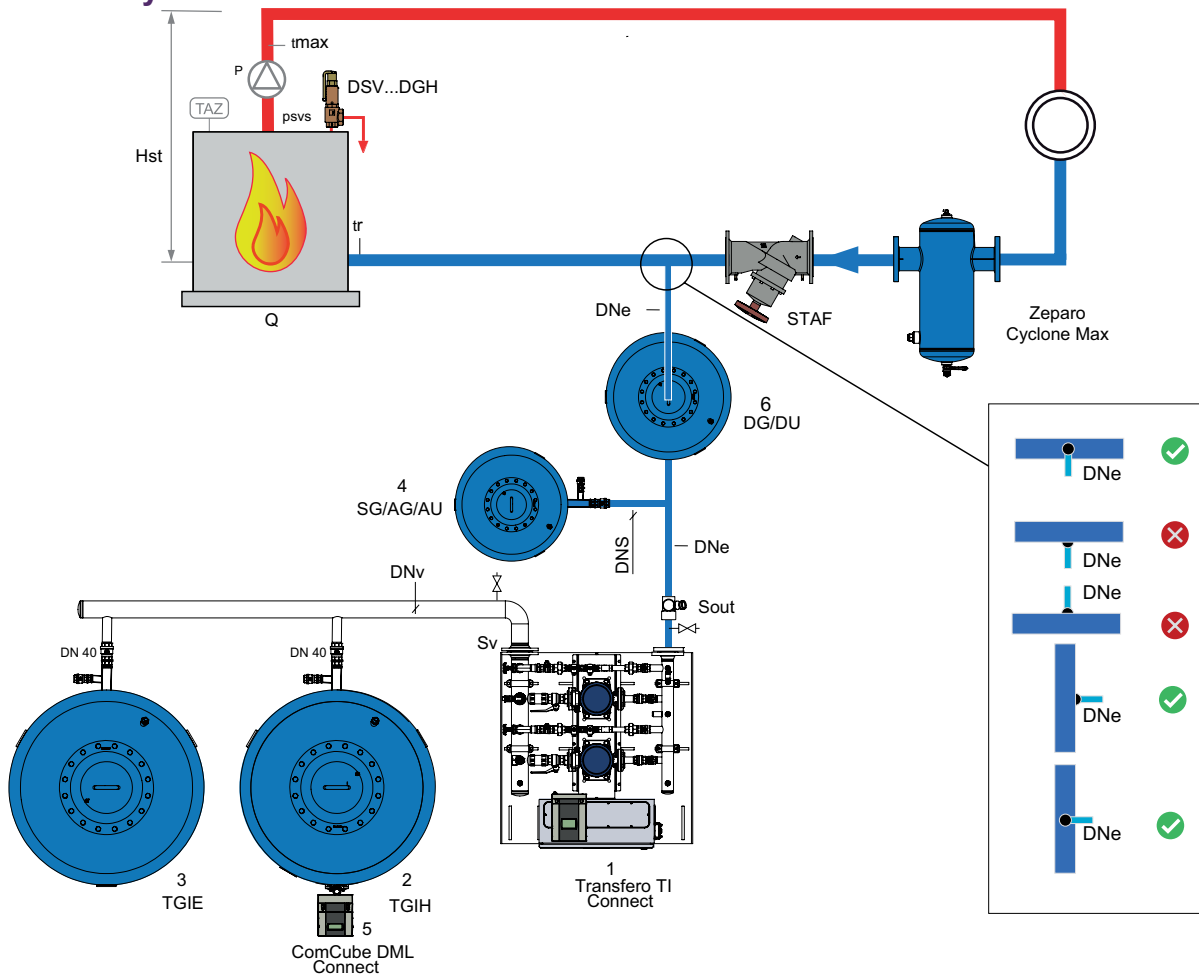 tmax
P
DSV...DGH
TAZ
psvs
Hst
tr
Q
DNe
STAF
Zeparo
Cyclone Max
6
DG/DU
DNe
4
SG/AG/AU
DNe
DNe
DNS
DNe
DNv
Sout
DNe
Sv
DN 40
DN 40
DNe
DNe
1
Transfero TI
Connect
3
TGIE
2
TGIH
5
ComCube DML
Connect